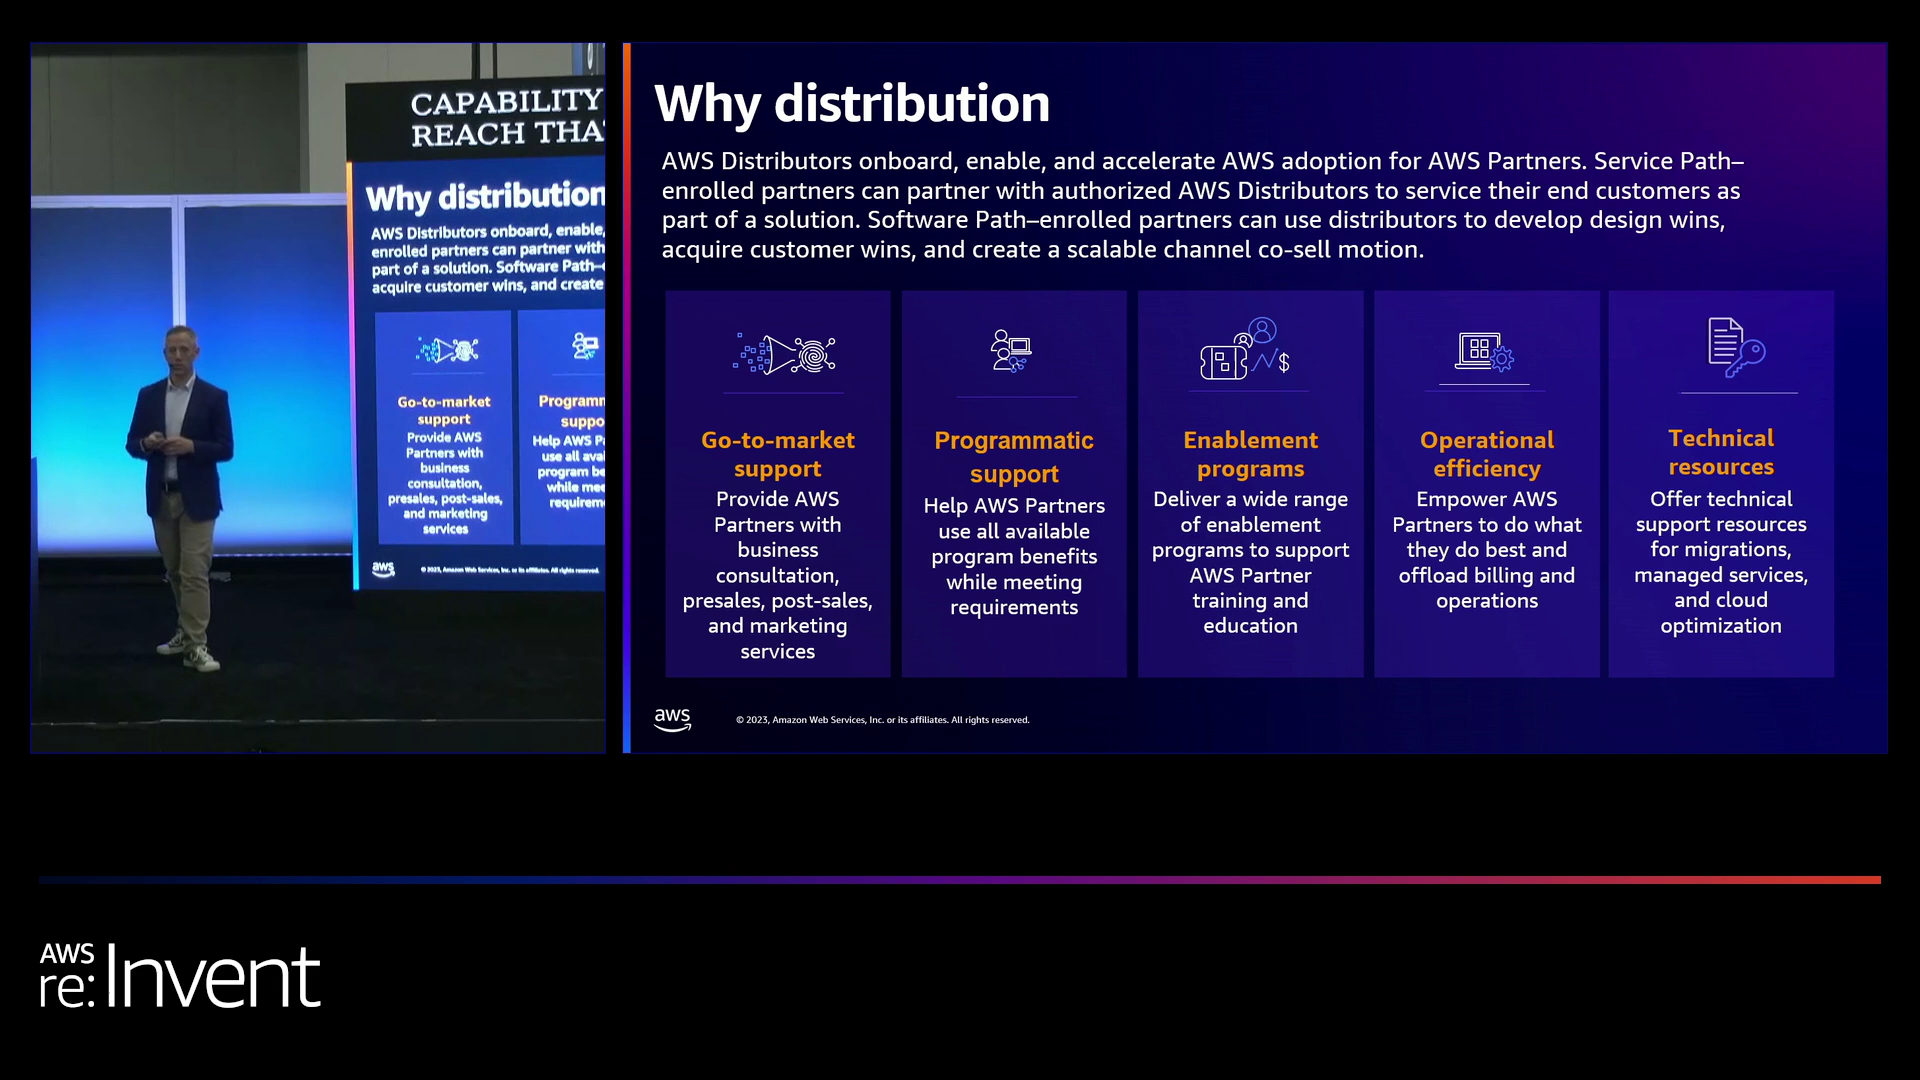 CAPABILITY
REACH
Why distribution
AWS Distributors onboard, enable,
enrolled partners can partner with
part of a solution. Software Path–
acquire customer wins, and create
Go-to-market
support
Provide AWS
Partners with
business
consultation,
presales, post-sales,
and marketing
services
Help AWS
use all
program
while
aws
© 2023, Amazon Web Services, Inc. or its affiliates. All rights reserved.
Why distribution
AWS Distributors onboard, enable, and accelerate AWS adoption for AWS Partners. Service Path–
enrolled partners can partner with authorized AWS Distributors to service their end customers as
part of a solution. Software Path–enrolled partners can use distributors to develop design wins,
acquire customer wins, and create a scalable channel co-sell motion.
Go-to-market
support
Provide AWS
Partners with
business
consultation,
presales, post-sales,
and marketing
services
Programmatic
support
Help AWS Partners
use all available
program benefits
while meeting
requirements
Enablement
programs
Deliver a wide range
of enablement
programs to support
AWS Partner
training and
education
Operational
efficiency
Empower AWS
Partners to do what
they do best and
offload billing and
operations
Technical
resources
Offer technical
support resources
for migrations,
managed services,
and cloud
optimization
aws
© 2023, Amazon Web Services, Inc. or its affiliates. All rights reserved.
AWS
re:Invent